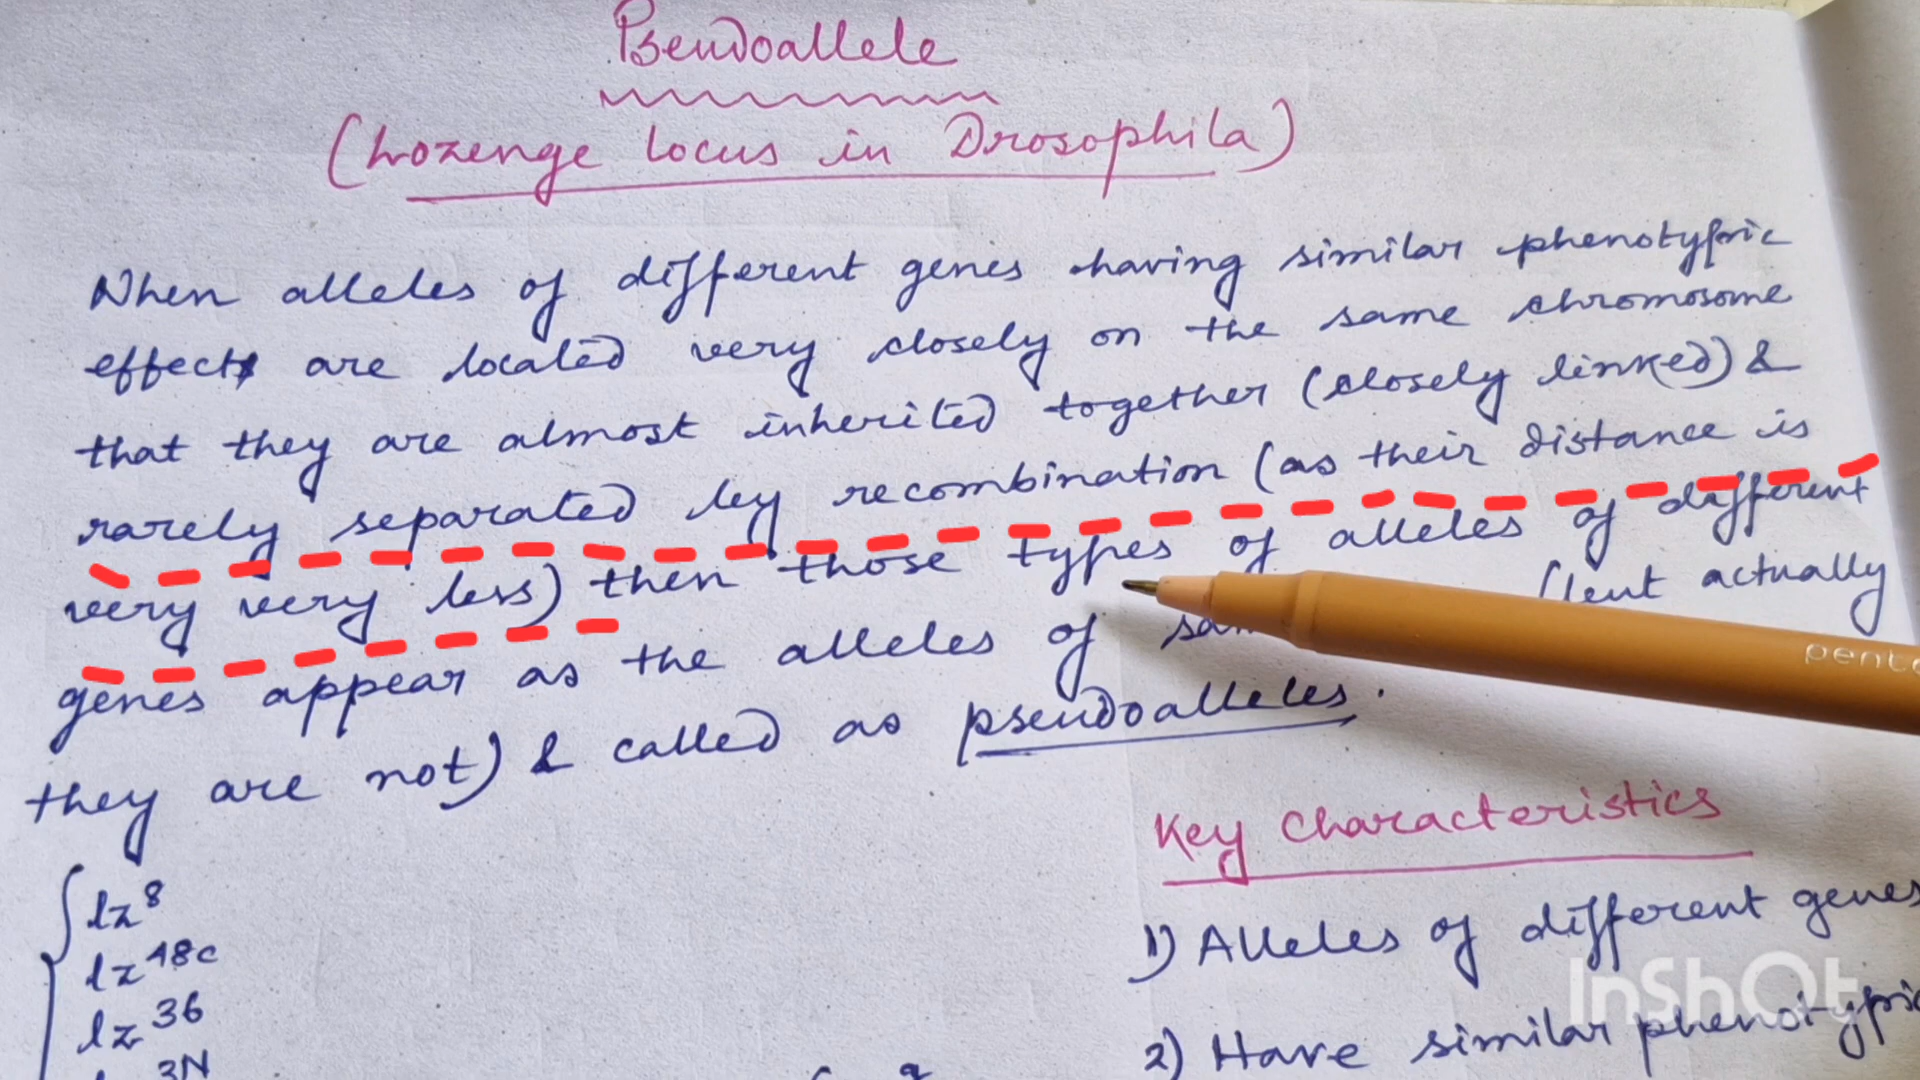 Pseudoallele
(Lozenge locus in Drosophila)
When alleles of different genes having similar phenotypic
effect are located very closely on the same chromosome
that they are almost inherited together (closely linked) &
rarely separated by recombination (as their distance is
very very less) then those types of alleles of different
genes appear as the alleles of (but actually
they are not) & called as pseudoalleles.
Key Characteristics
lz8
lz48c
lz36
3N
1) Alleles of different genes
2) Have similar phenotypic
InShOt